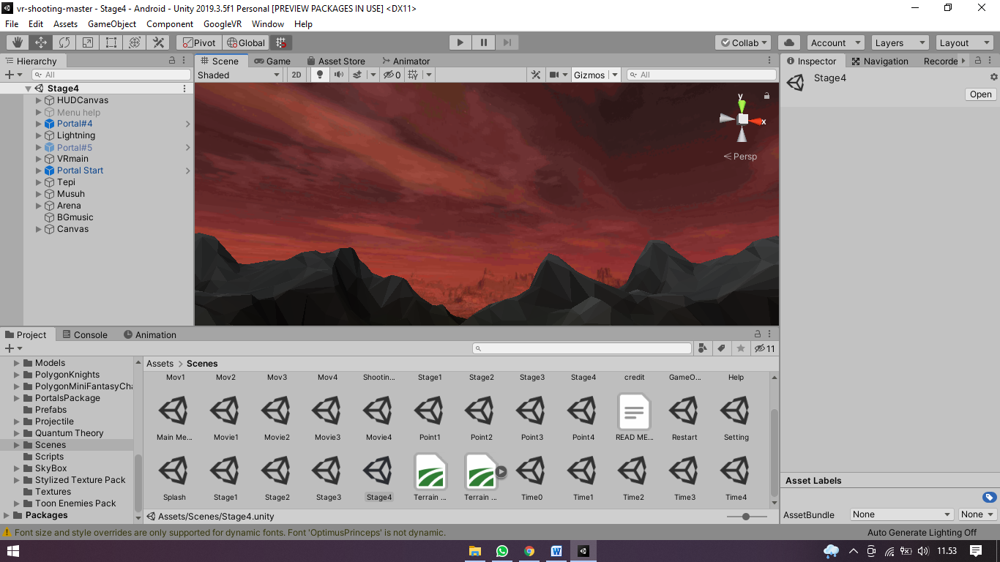 vr-shooting-master - Stage4 - Android - Unity 2019.3.5f1 Personal [PREVIEW PACKAGES IN USE] <DX11>
File Edit Assets GameObject Component GoogleVR Window Help
Pivot Global Collab Account Layers Layout
Hierarchy
All
Stage4
HUDCanvas
Menu help
Portal#4
Lightning
Portal#5
VRmain
Portal Start
Tepi
Musuh
Arena
BGmusic
Canvas
Scene Game Asset Store Animator
Shaded 2D 0 Gizmos All
y
x
Persp
Inspector Navigation Recorde
Stage4
Open
Project Console Animation
11
Models
PolygonKnights
PolygonMiniFantasyCha
PortalsPackage
Prefabs
Projectile
Quantum Theory
Scenes
Scripts
SkyBox
Stylized Texture Pack
Textures
Toon Enemies Pack
Packages
Assets > Scenes
Mov1 Mov2 Mov3 Mov4 Shootin... Stage1 Stage2 Stage3 Stage4 credit GameO... Help
Main Me... Movie1 Movie2 Movie3 Movie4 Point1 Point2 Point3 Point4 READ ME... Restart Setting
Splash Stage1 Stage2 Stage3 Stage4 Terrain ... Terrain ... Time0 Time1 Time2 Time3 Time4
Assets/Scenes/Stage4.unity
Asset Labels
AssetBundle None None
Font size and style overrides are only supported for dynamic fonts. Font 'OptimusPrinceps' is not dynamic.
Auto Generate Lighting Off
11.53